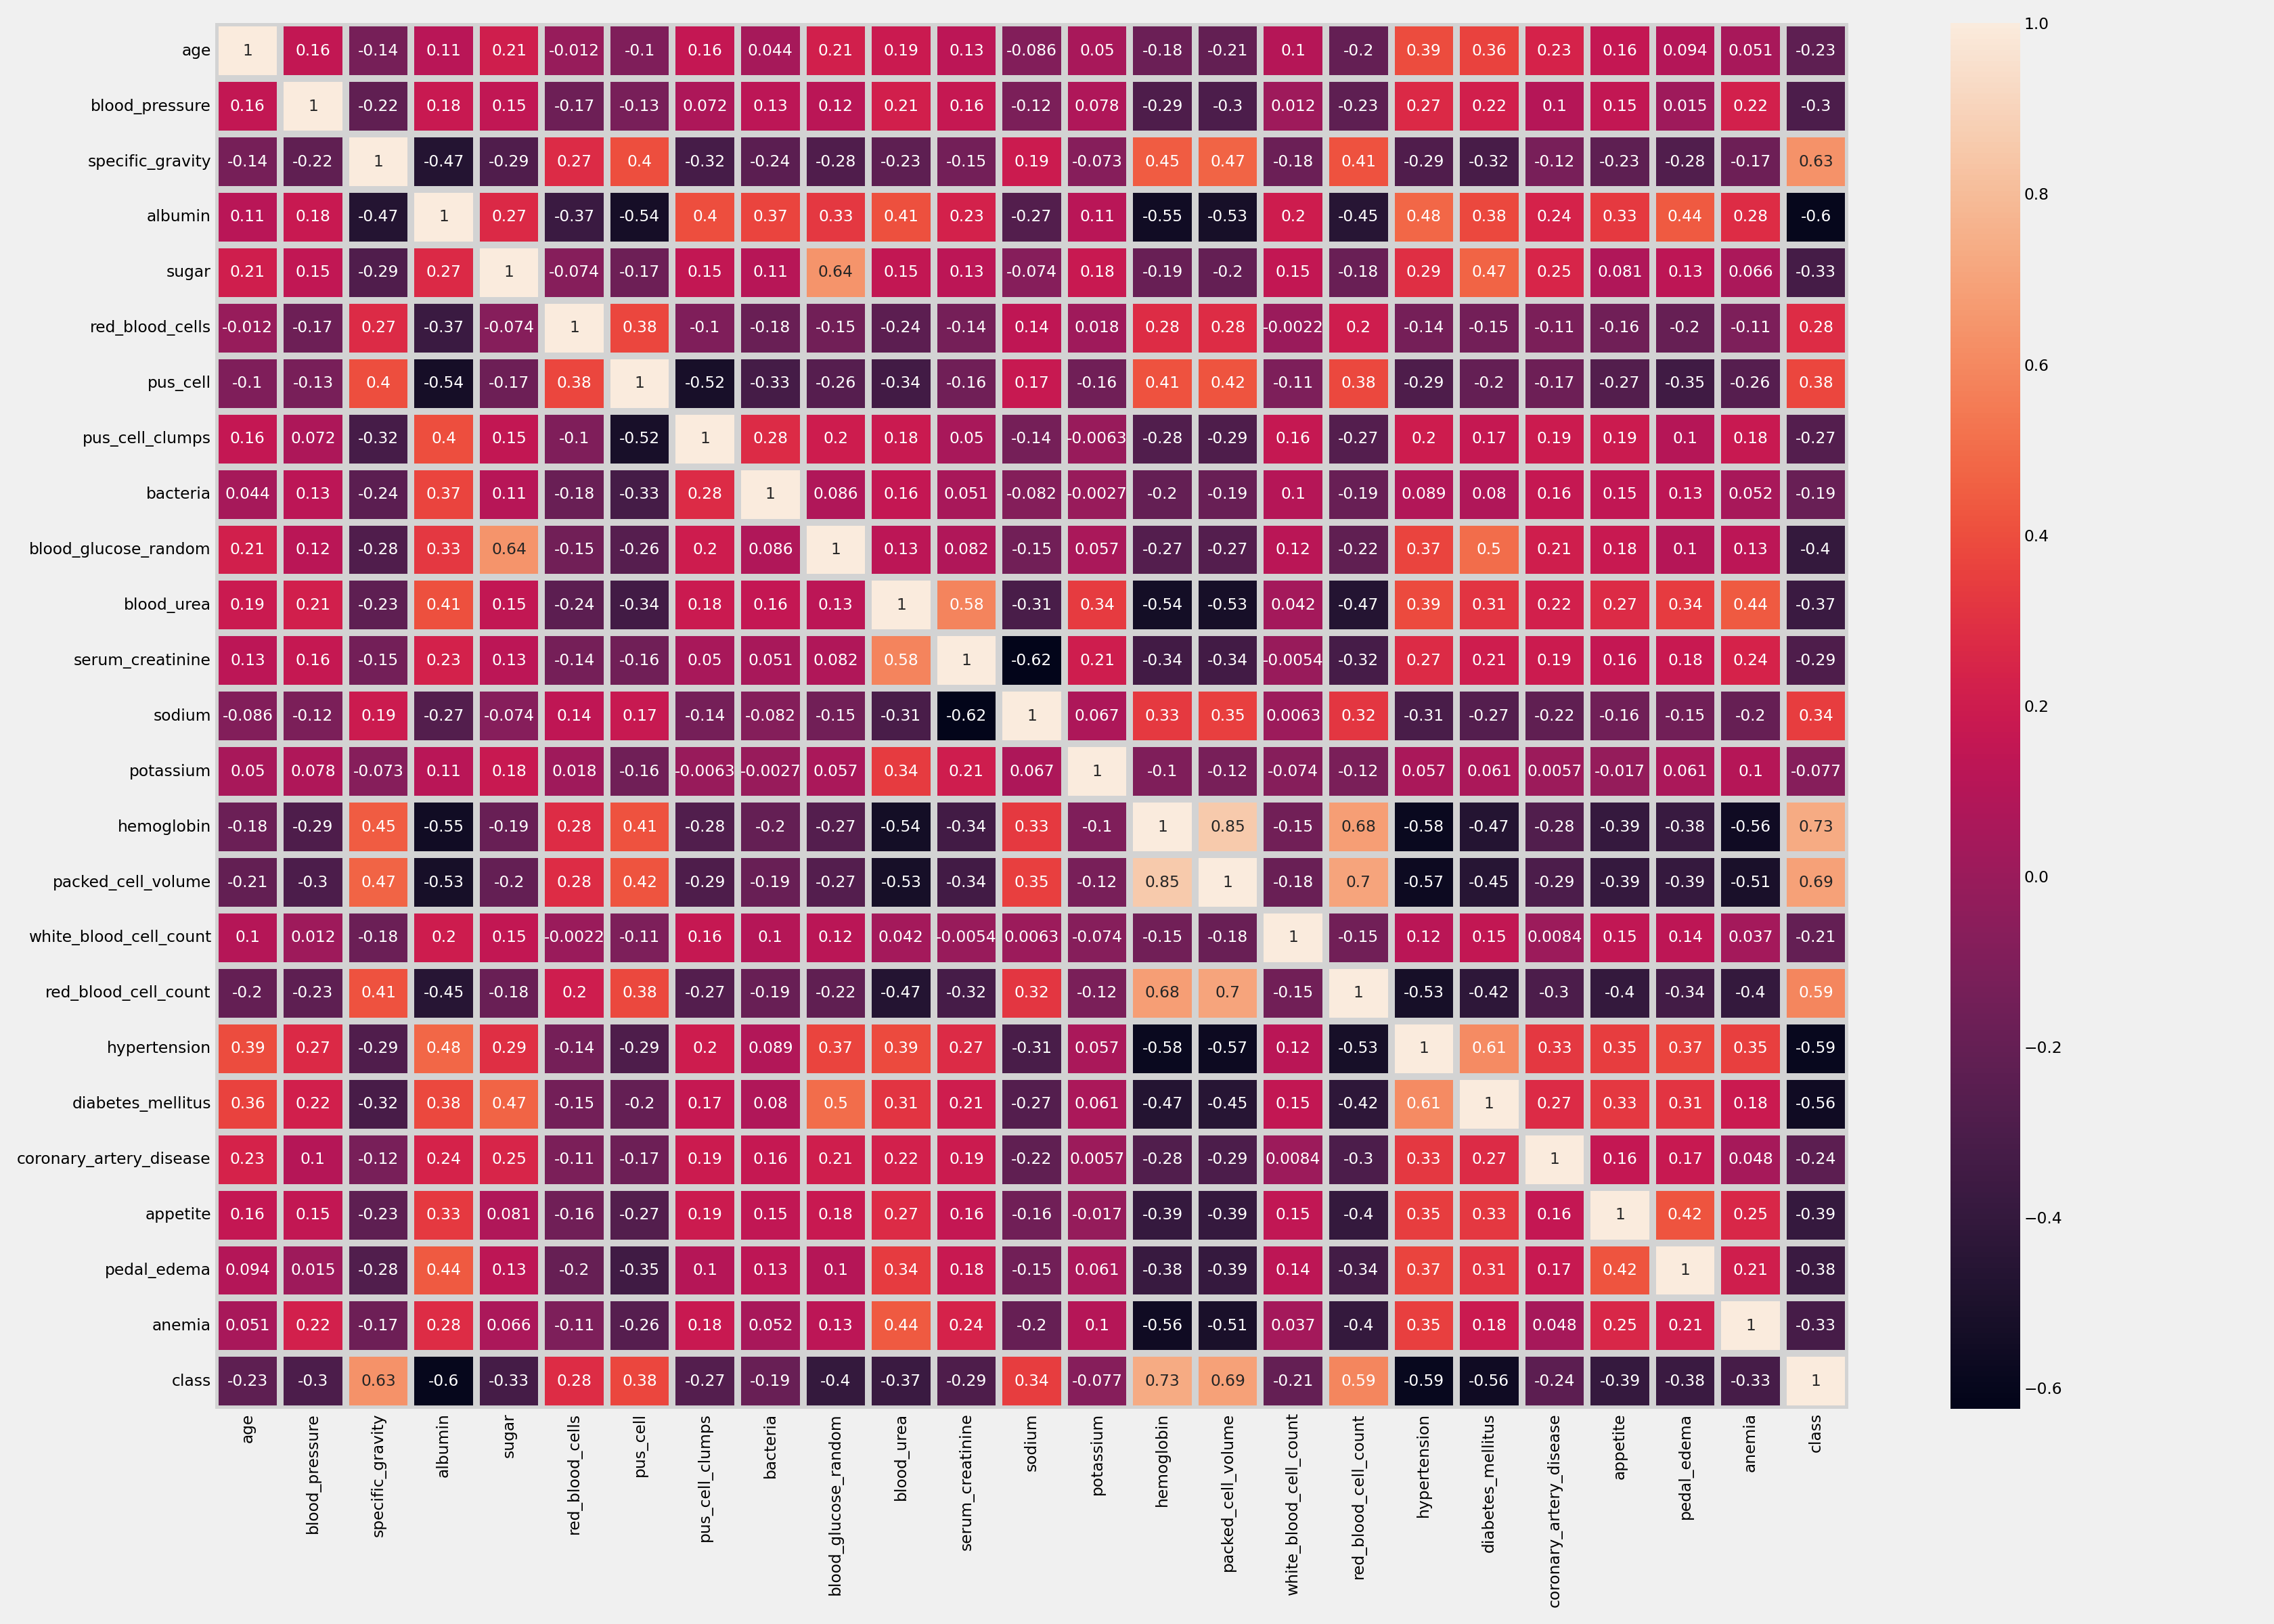 age 1 0.16 -0.14 0.11 0.21 -0.012 -0.1 0.16 0.044 0.21 0.19 0.13 -0.086 0.05 -0.18 -0.21 0.1 -0.2 0.39 0.36 0.23 0.16 0.094 0.051 -0.23
blood_pressure 0.16 1 -0.22 0.18 0.15 -0.17 -0.13 0.072 0.13 0.12 0.21 0.16 -0.12 0.078 -0.29 -0.3 0.012 -0.23 0.27 0.22 0.1 0.15 0.015 0.22 -0.3
specific_gravity -0.14 -0.22 1 -0.47 -0.29 0.27 0.4 -0.32 -0.24 -0.28 -0.23 -0.15 0.19 -0.073 0.45 0.47 -0.18 0.41 -0.29 -0.32 -0.12 -0.23 -0.28 -0.17 0.63
albumin 0.11 0.18 -0.47 1 0.27 -0.37 -0.54 0.4 0.37 0.33 0.41 0.23 -0.27 0.11 -0.55 -0.53 0.2 -0.45 0.48 0.38 0.24 0.33 0.44 0.28 -0.6
sugar 0.21 0.15 -0.29 0.27 1 -0.074 -0.17 0.15 0.11 0.64 0.15 0.13 -0.074 0.18 -0.19 -0.2 0.15 -0.18 0.29 0.47 0.25 0.081 0.13 0.066 -0.33
red_blood_cells -0.012 -0.17 0.27 -0.37 -0.074 1 0.38 -0.1 -0.18 -0.15 -0.24 -0.14 0.14 0.018 0.28 0.28 -0.0022 0.2 -0.14 -0.15 -0.11 -0.16 -0.2 -0.11 0.28
pus_cell -0.1 -0.13 0.4 -0.54 -0.17 0.38 1 -0.52 -0.33 -0.26 -0.34 -0.16 0.17 -0.16 0.41 0.42 -0.11 0.38 -0.29 -0.2 -0.17 -0.27 -0.35 -0.26 0.38
pus_cell_clumps 0.16 0.072 -0.32 0.4 0.15 -0.1 -0.52 1 0.28 0.2 0.18 0.05 -0.14 -0.0063 -0.28 -0.29 0.16 -0.27 0.2 0.17 0.19 0.19 0.1 0.18 -0.27
bacteria 0.044 0.13 -0.24 0.37 0.11 -0.18 -0.33 0.28 1 0.086 0.16 0.051 -0.082 -0.0027 -0.2 -0.19 0.1 -0.19 0.089 0.08 0.16 0.15 0.13 0.052 -0.19
blood_glucose_random 0.21 0.12 -0.28 0.33 0.64 -0.15 -0.26 0.2 0.086 1 0.13 0.082 -0.15 0.057 -0.27 -0.27 0.12 -0.22 0.37 0.5 0.21 0.18 0.1 0.13 -0.4
blood_urea 0.19 0.21 -0.23 0.41 0.15 -0.24 -0.34 0.18 0.16 0.13 1 0.58 -0.31 0.34 -0.54 -0.53 0.042 -0.47 0.39 0.31 0.22 0.27 0.34 0.44 -0.37
serum_creatinine 0.13 0.16 -0.15 0.23 0.13 -0.14 -0.16 0.05 0.051 0.082 0.58 1 -0.62 0.21 -0.34 -0.34 -0.0054 -0.32 0.27 0.21 0.19 0.16 0.18 0.24 -0.29
sodium -0.086 -0.12 0.19 -0.27 -0.074 0.14 0.17 -0.14 -0.082 -0.15 -0.31 -0.62 1 0.067 0.33 0.35 0.0063 0.32 -0.31 -0.27 -0.22 -0.16 -0.15 -0.2 0.34
potassium 0.05 0.078 -0.073 0.11 0.18 0.018 -0.16 -0.0063 -0.0027 0.057 0.34 0.21 0.067 1 -0.1 -0.12 -0.074 -0.12 0.057 0.061 0.0057 -0.017 0.061 0.1 -0.077
hemoglobin -0.18 -0.29 0.45 -0.55 -0.19 0.28 0.41 -0.28 -0.2 -0.27 -0.54 -0.34 0.33 -0.1 1 0.85 -0.15 0.68 -0.58 -0.47 -0.28 -0.39 -0.38 -0.56 0.73
packed_cell_volume -0.21 -0.3 0.47 -0.53 -0.2 0.28 0.42 -0.29 -0.19 -0.27 -0.53 -0.34 0.35 -0.12 0.85 1 -0.18 0.7 -0.57 -0.45 -0.29 -0.39 -0.39 -0.51 0.69
white_blood_cell_count 0.1 0.012 -0.18 0.2 0.15 -0.0022 -0.11 0.16 0.1 0.12 0.042 -0.0054 0.0063 -0.074 -0.15 -0.18 1 -0.15 0.12 0.15 0.0084 0.15 0.14 0.037 -0.21
red_blood_cell_count -0.2 -0.23 0.41 -0.45 -0.18 0.2 0.38 -0.27 -0.19 -0.22 -0.47 -0.32 0.32 -0.12 0.68 0.7 -0.15 1 -0.53 -0.42 -0.3 -0.4 -0.34 -0.4 0.59
hypertension 0.39 0.27 -0.29 0.48 0.29 -0.14 -0.29 0.2 0.089 0.37 0.39 0.27 -0.31 0.057 -0.58 -0.57 0.12 -0.53 1 0.61 0.33 0.35 0.37 0.35 -0.59
diabetes_mellitus 0.36 0.22 -0.32 0.38 0.47 -0.15 -0.2 0.17 0.08 0.5 0.31 0.21 -0.27 0.061 -0.47 -0.45 0.15 -0.42 0.61 1 0.27 0.33 0.31 0.18 -0.56
coronary_artery_disease 0.23 0.1 -0.12 0.24 0.25 -0.11 -0.17 0.19 0.16 0.21 0.22 0.19 -0.22 0.0057 -0.28 -0.29 0.0084 -0.3 0.33 0.27 1 0.16 0.17 0.048 -0.24
appetite 0.16 0.15 -0.23 0.33 0.081 -0.16 -0.27 0.19 0.15 0.18 0.27 0.16 -0.16 -0.017 -0.39 -0.39 0.15 -0.4 0.35 0.33 0.16 1 0.42 0.25 -0.39
pedal_edema 0.094 0.015 -0.28 0.44 0.13 -0.2 -0.35 0.1 0.13 0.1 0.34 0.18 -0.15 0.061 -0.38 -0.39 0.14 -0.34 0.37 0.31 0.17 0.42 1 0.21 -0.38
anemia 0.051 0.22 -0.17 0.28 0.066 -0.11 -0.26 0.18 0.052 0.13 0.44 0.24 -0.2 0.1 -0.56 -0.51 0.037 -0.4 0.35 0.18 0.048 0.25 0.21 1 -0.33
class -0.23 -0.3 0.63 -0.6 -0.33 0.28 0.38 -0.27 -0.19 -0.4 -0.37 -0.29 0.34 -0.077 0.73 0.69 -0.21 0.59 -0.59 -0.56 -0.24 -0.39 -0.38 -0.33 1
age
blood_pressure
specific_gravity
albumin
sugar
red_blood_cells
pus_cell
pus_cell_clumps
bacteria
blood_glucose_random
blood_urea
serum_creatinine
sodium
potassium
hemoglobin
packed_cell_volume
white_blood_cell_count
red_blood_cell_count
hypertension
diabetes_mellitus
coronary_artery_disease
appetite
pedal_edema
anemia
class
1.0
0.8
0.6
0.4
0.2
0.0
−0.2
−0.4
−0.6